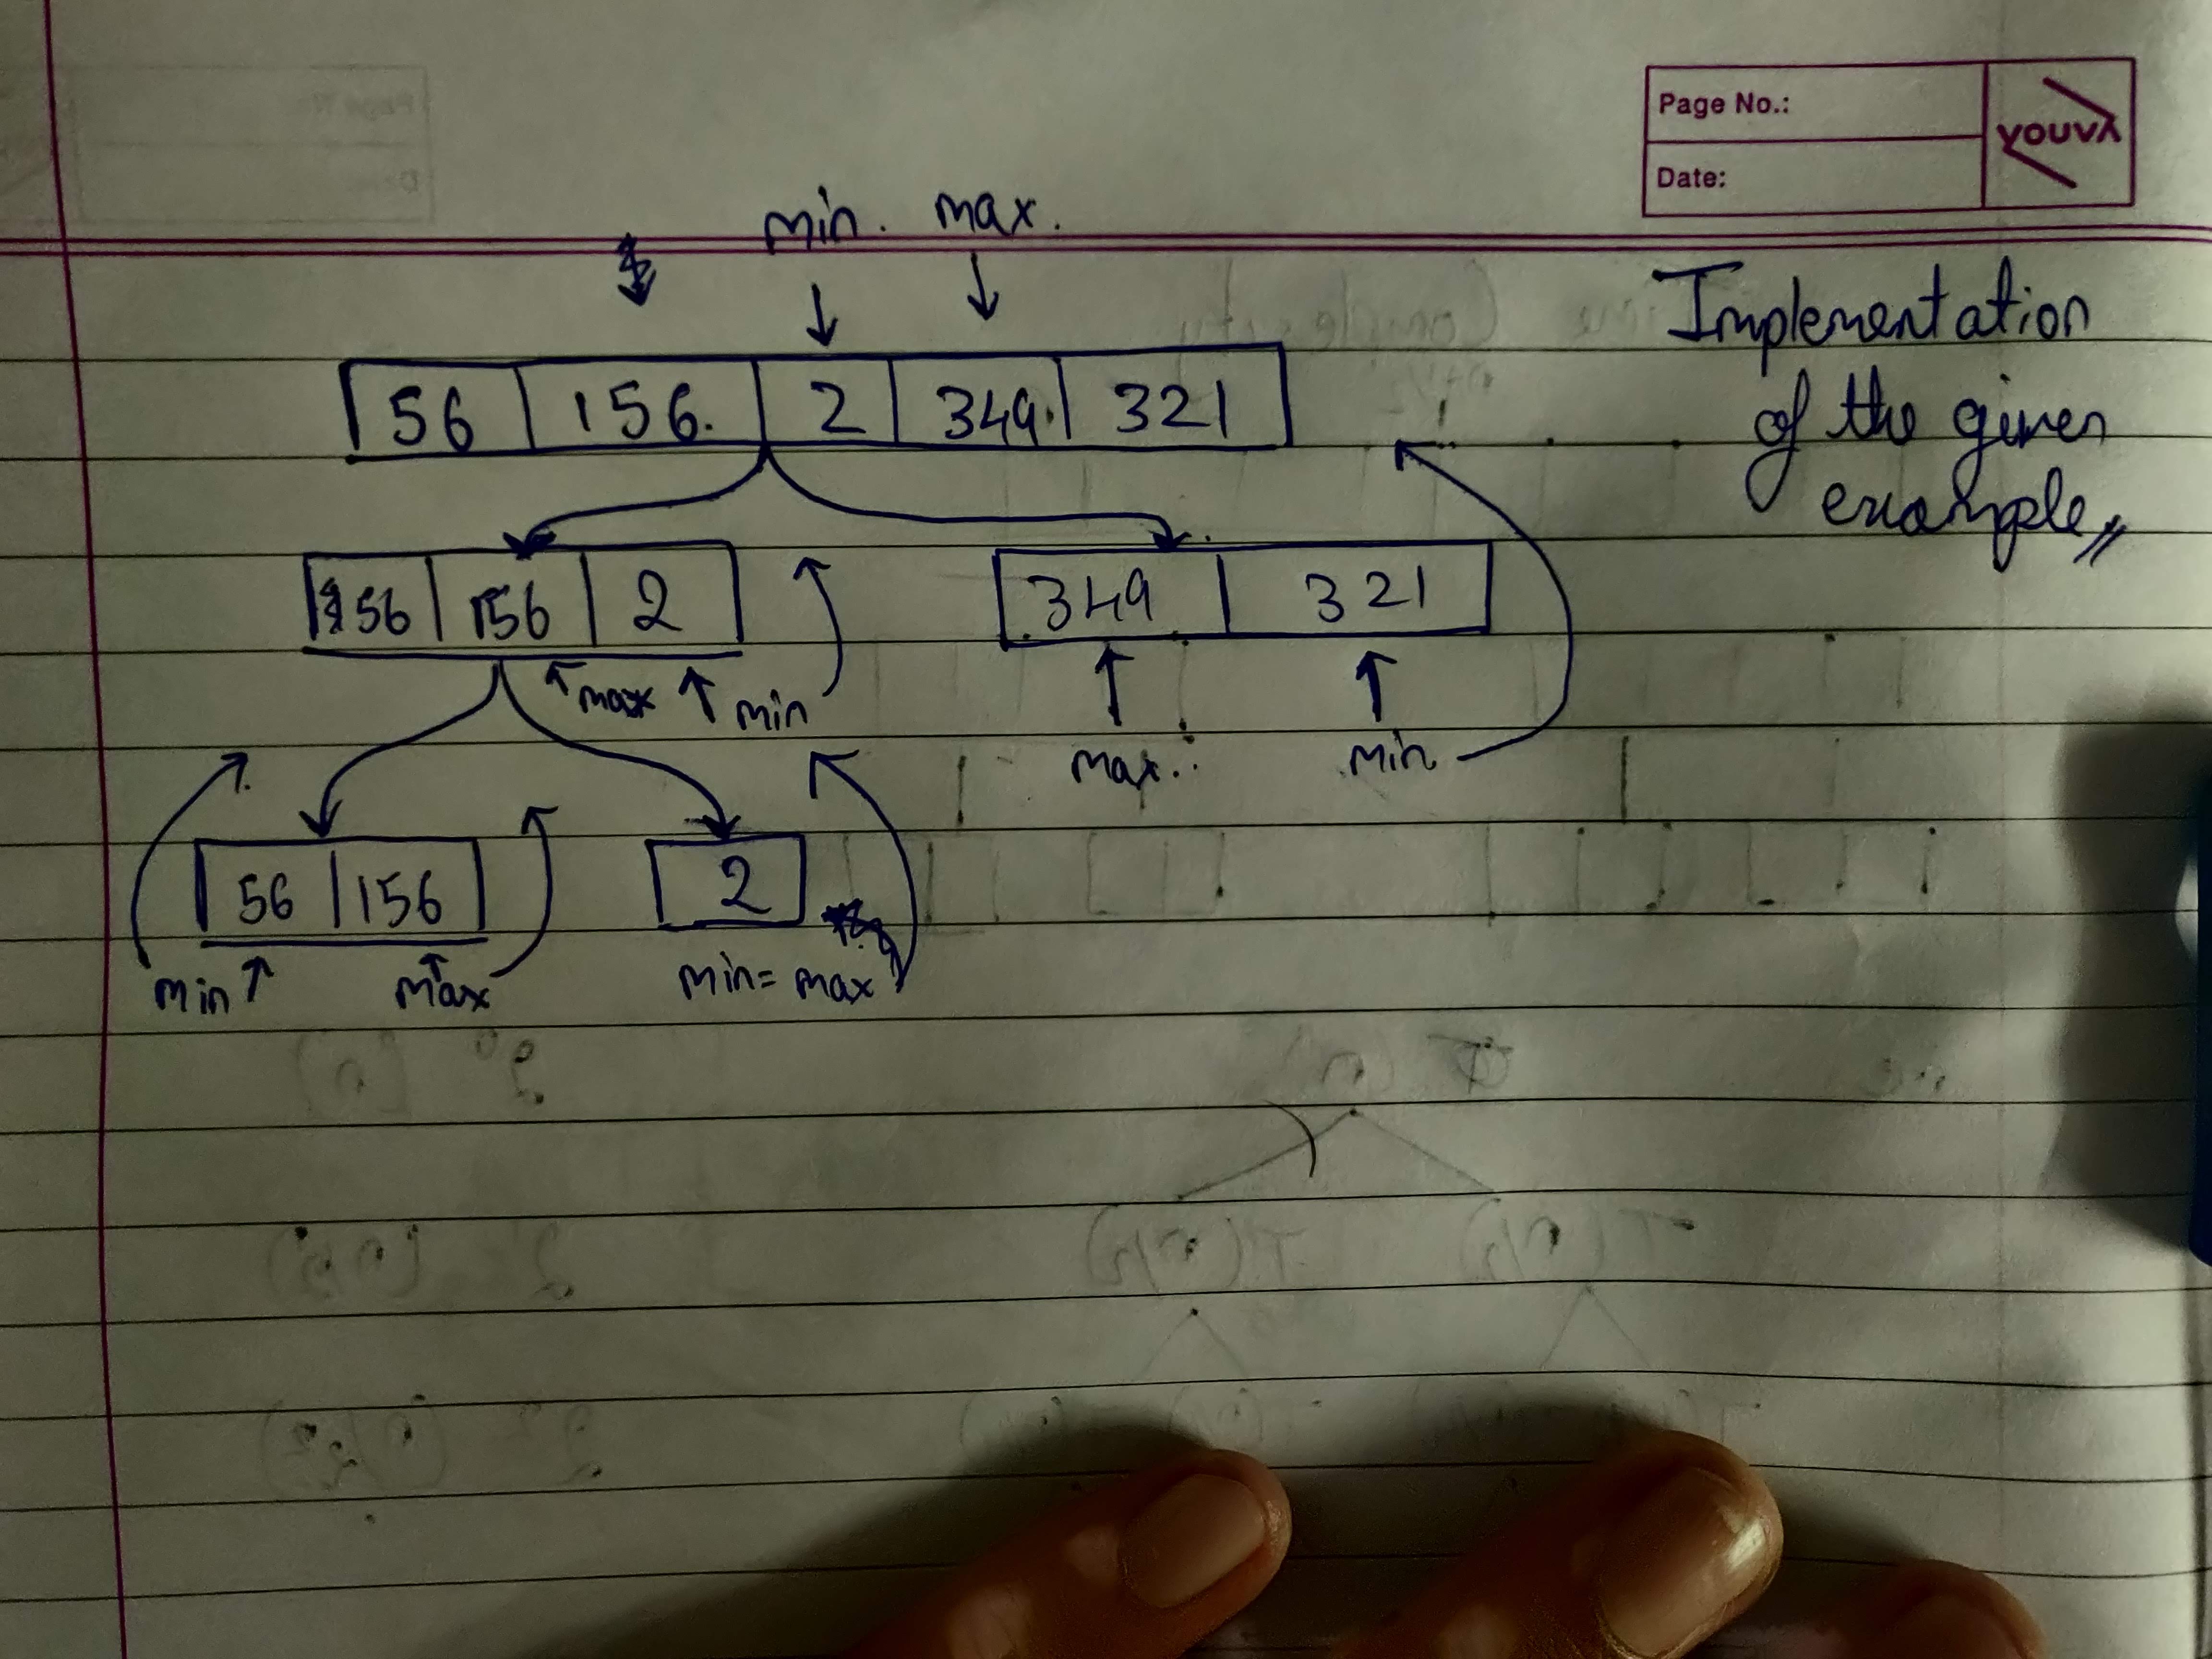 Page No.:
Date:
youva
min. max.
Implementation
of the given
example,,
56 156. 2 349. 321
56 156 2
349 321
max min
max.. min
56 156
2
min max
min= max